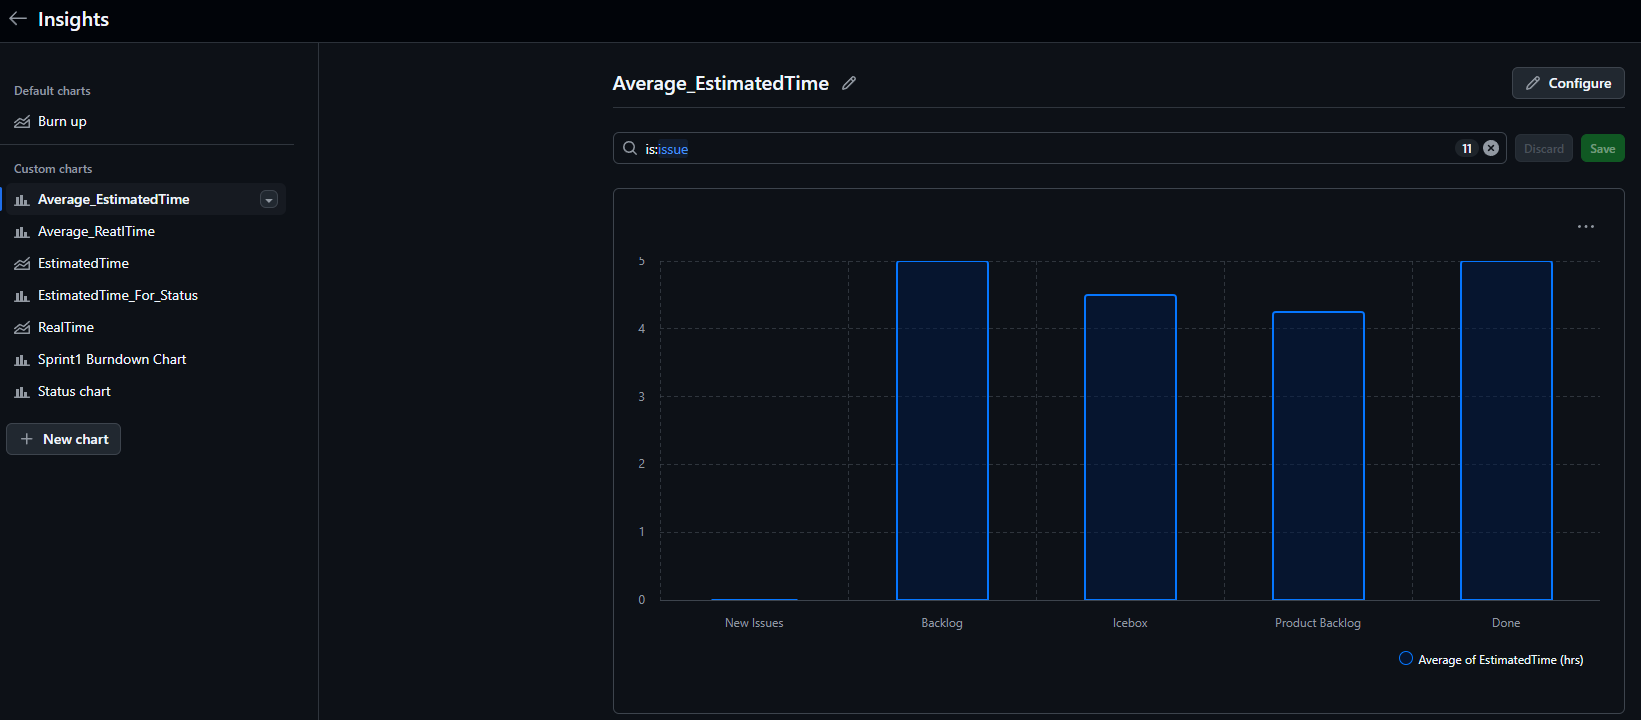 Insights
Default charts
Burn up
Custom charts
Average_EstimatedTime
Average_ReatlTime
EstimatedTime
EstimatedTime_For_Status
RealTime
Sprint1 Burndown Chart
Status chart
New chart
Average_EstimatedTime
Configure
is:issue
11
Discard
Save
5
4
3
2
1
0
New Issues
Backlog
Icebox
Product Backlog
Done
Average of EstimatedTime (hrs)